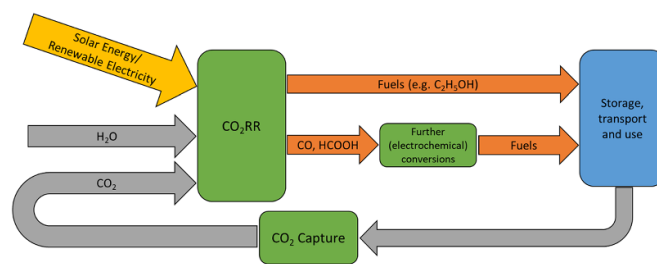 Solar Energy/
Renewable Electricity
CO₂RR
Fuels (e.g. C₂H₅OH)
Storage,
transport
and use
H₂O
CO, HCOOH
Further
(electrochemical)
conversions
Fuels
CO₂
CO₂ Capture